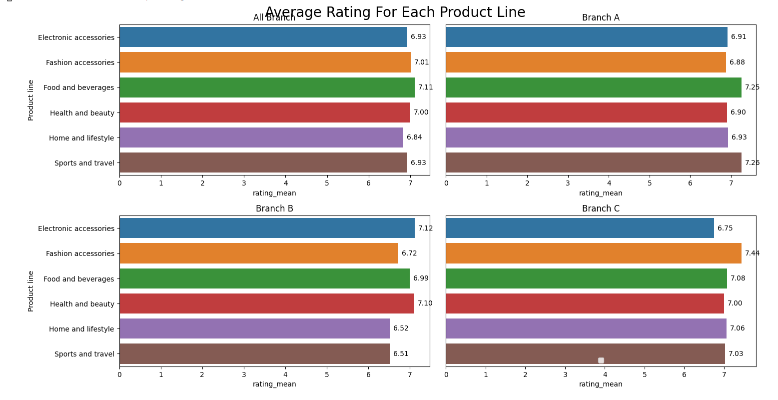 Average Rating For Each Product Line
All Branch
Product line
Electronic accessories 6.93
Fashion accessories 7.01
Food and beverages 7.11
Health and beauty 7.00
Home and lifestyle 6.84
Sports and travel 6.93
0 1 2 3 4 5 6 7
rating_mean
Branch A
6.91
6.88
7.25
6.90
6.93
7.26
0 1 2 3 4 5 6 7
rating_mean
Branch B
Product line
Electronic accessories 7.12
Fashion accessories 6.72
Food and beverages 6.99
Health and beauty 7.10
Home and lifestyle 6.52
Sports and travel 6.51
0 1 2 3 4 5 6 7
rating_mean
Branch C
6.75
7.44
7.08
7.00
7.06
7.03
0 1 2 3 4 5 6 7
rating_mean